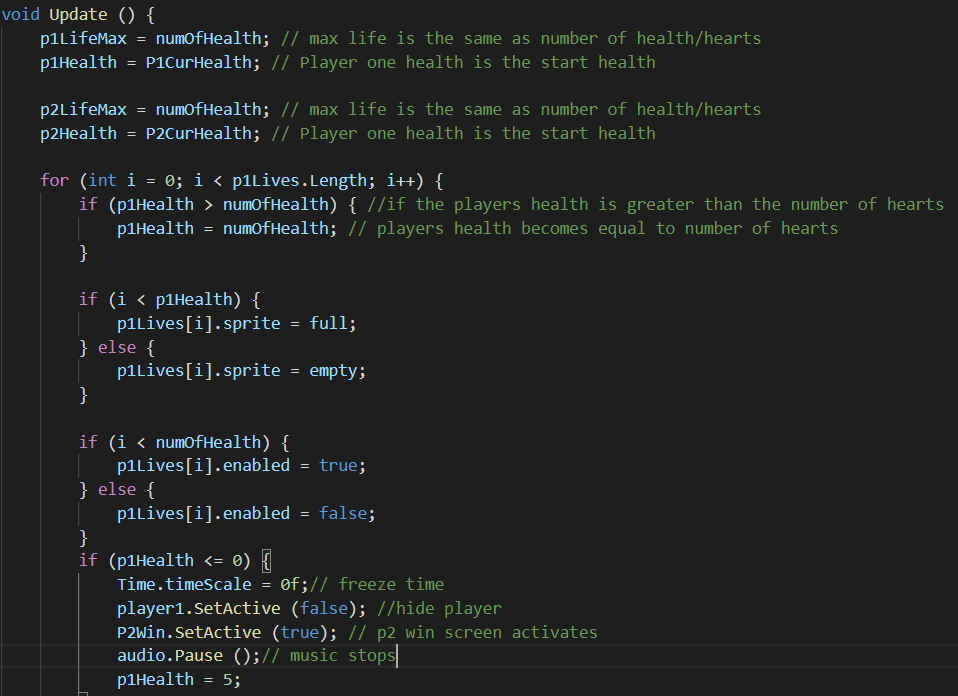 void Update () {
p1LifeMax = numOfHealth; // max life is the same as number of health/hearts
p1Health = P1CurHealth; // Player one health is the start health
p2LifeMax = numOfHealth; // max life is the same as number of health/hearts
p2Health = P2CurHealth; // Player one health is the start health
for (int i = 0; i < p1Lives.Length; i++) {
if (p1Health > numOfHealth) { //if the players health is greater than the number of hearts
p1Health = numOfHealth; // players health becomes equal to number of hearts
}
if (i < p1Health) {
p1Lives[i].sprite = full;
} else {
p1Lives[i].sprite = empty;
}
if (i < numOfHealth) {
p1Lives[i].enabled = true;
} else {
p1Lives[i].enabled = false;
}
if (p1Health <= 0) {
Time.timeScale = 0f;// freeze time
player1.SetActive (false); //hide player
P2Win.SetActive (true); // p2 win screen activates
audio.Pause ();// music stops
p1Health = 5;